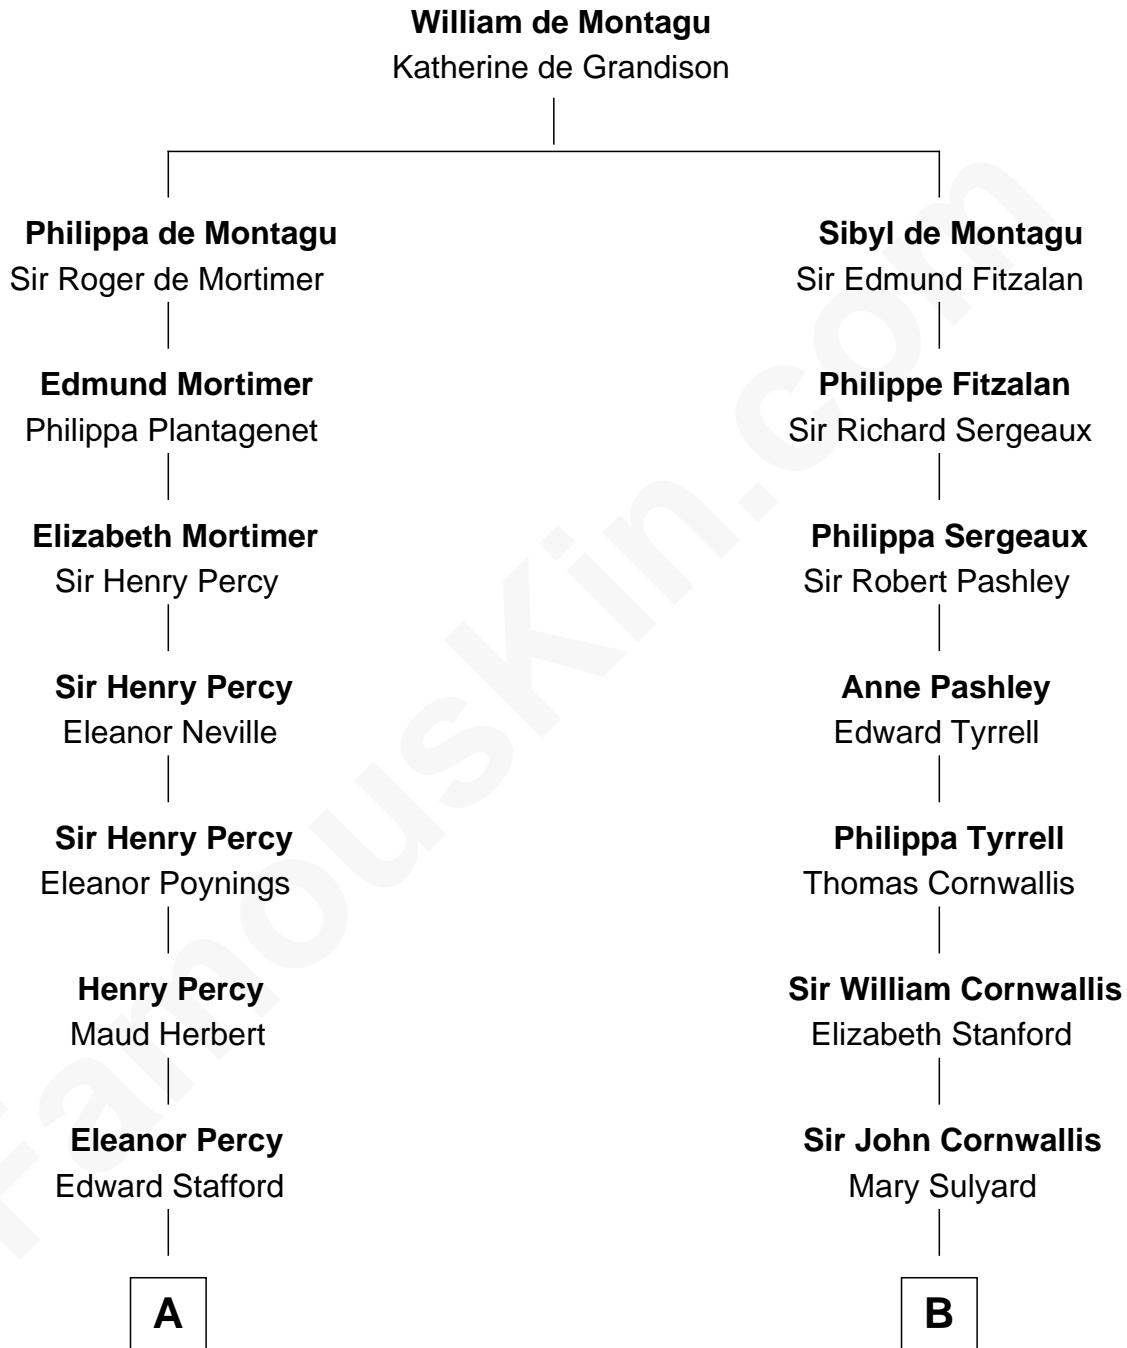 William de Montagu
Katherine de Grandison
Philippa de Montagu
Sir Roger de Mortimer
Sibyl de Montagu
Sir Edmund Fitzalan
Edmund Mortimer
Philippa Plantagenet
Philippe Fitzalan
Sir Richard Sergeaux
Elizabeth Mortimer
Sir Henry Percy
Philippa Sergeaux
Sir Robert Pashley
Sir Henry Percy
Eleanor Neville
Anne Pashley
Edward Tyrrell
Sir Henry Percy
Eleanor Poynings
Philippa Tyrrell
Thomas Cornwallis
Henry Percy
Maud Herbert
Sir William Cornwallis
Elizabeth Stanford
Eleanor Percy
Edward Stafford
Sir John Cornwallis
Mary Sulyard
A
B
FamousKin.com